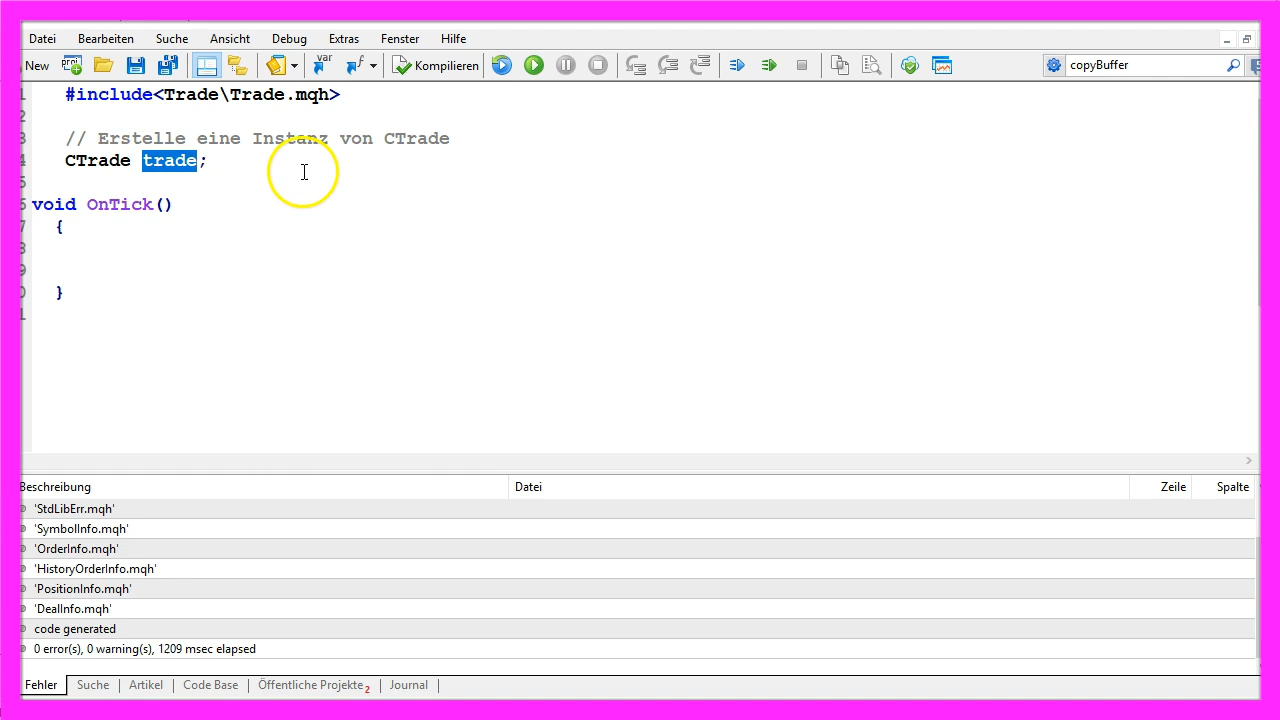 Datei Bearbeiten Suche Ansicht Debug Extras Fenster Hilfe
New Kompilieren copyBuffer
1 #include<Trade\Trade.mqh>
2
3 // Erstelle eine Instanz von CTrade
4 CTrade trade;
5
6 void OnTick()
7 {
8
9
0 }
1
Beschreibung Datei Zeile Spalte
'StdLibErr.mqh'
'SymbolInfo.mqh'
'OrderInfo.mqh'
'HistoryOrderInfo.mqh'
'PositionInfo.mqh'
'DealInfo.mqh'
code generated
0 error(s), 0 warning(s), 1209 msec elapsed
Fehler Suche Artikel Code Base Öffentliche Projekte 2 Journal